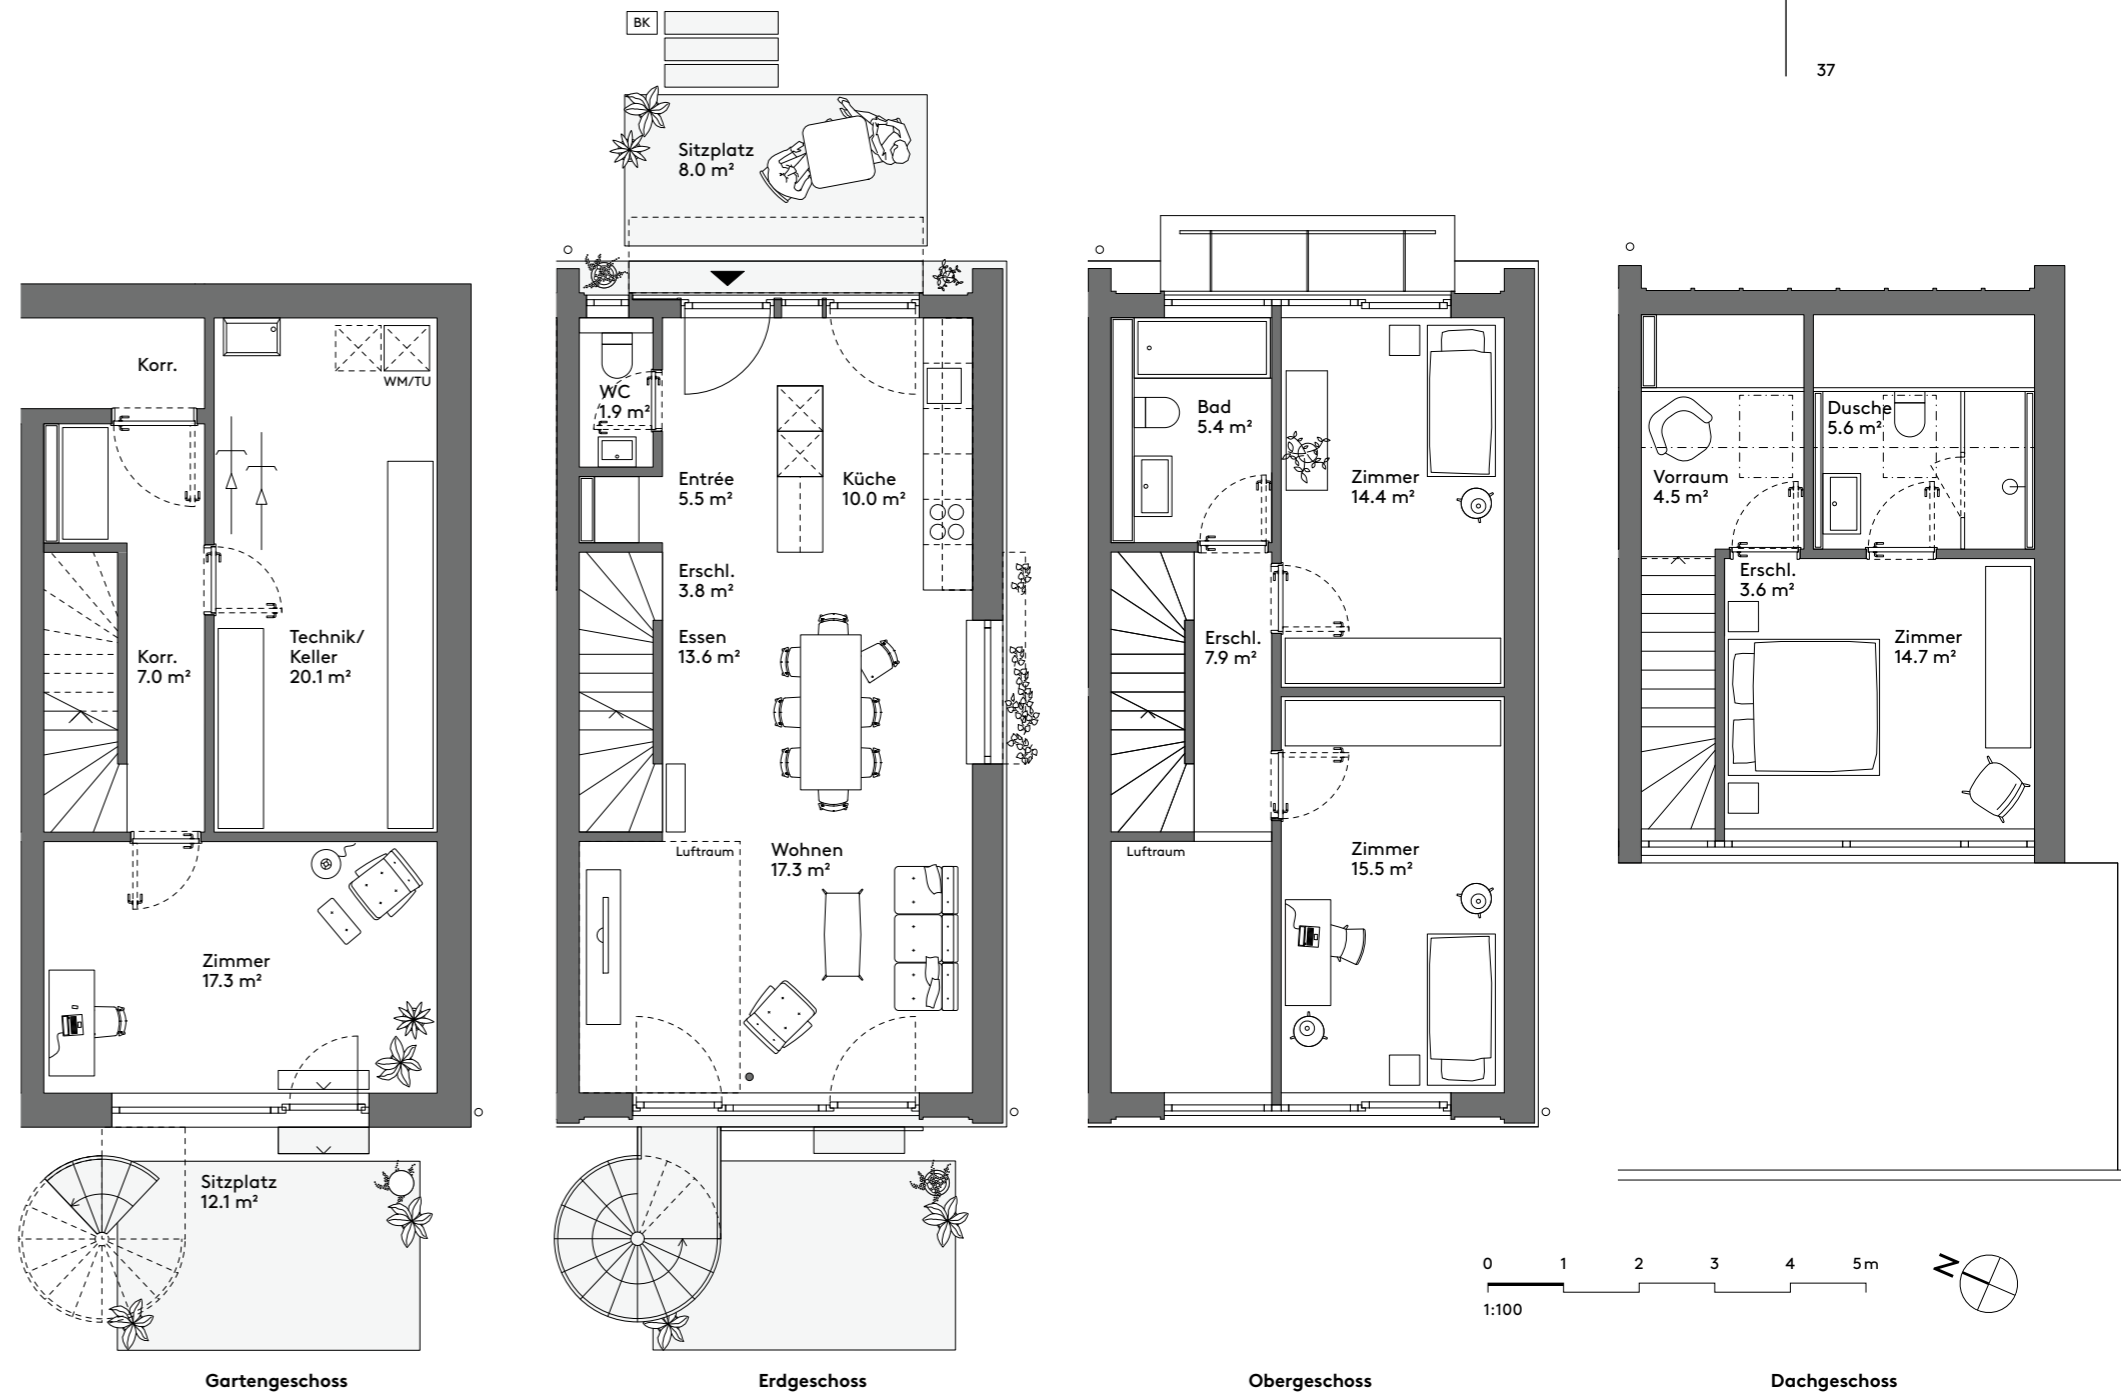 37
BK
Sitzplatz
8.0 m²
Korr.
WM/TU
Korr.
7.0 m²
Technik/
Keller
20.1 m²
Zimmer
17.3 m²
Sitzplatz
12.1 m²
Gartengeschoss
WC
1.9 m²
Entrée
5.5 m²
Küche
10.0 m²
Erschl.
3.8 m²
Essen
13.6 m²
Luftraum
Wohnen
17.3 m²
Erdgeschoss
Bad
5.4 m²
Zimmer
14.4 m²
Erschl.
7.9 m²
Luftraum
Zimmer
15.5 m²
Obergeschoss
Dusche
5.6 m²
Vorraum
4.5 m²
Erschl.
3.6 m²
Zimmer
14.7 m²
0 1 2 3 4 5 m
1:100
N
Dachgeschoss